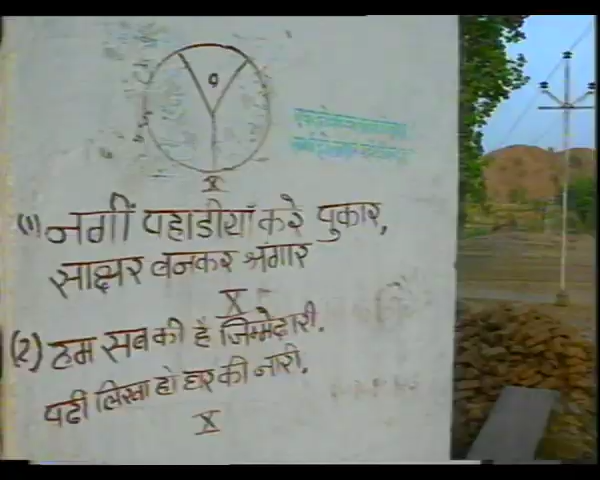 X
(1) नगीं पहाडीयां करे पुकार,
साक्षर बनकर श्रंगार
X
(2) हम सब की है जिम्मेदारी.
पढी लिखा हो घर की नारी.
X